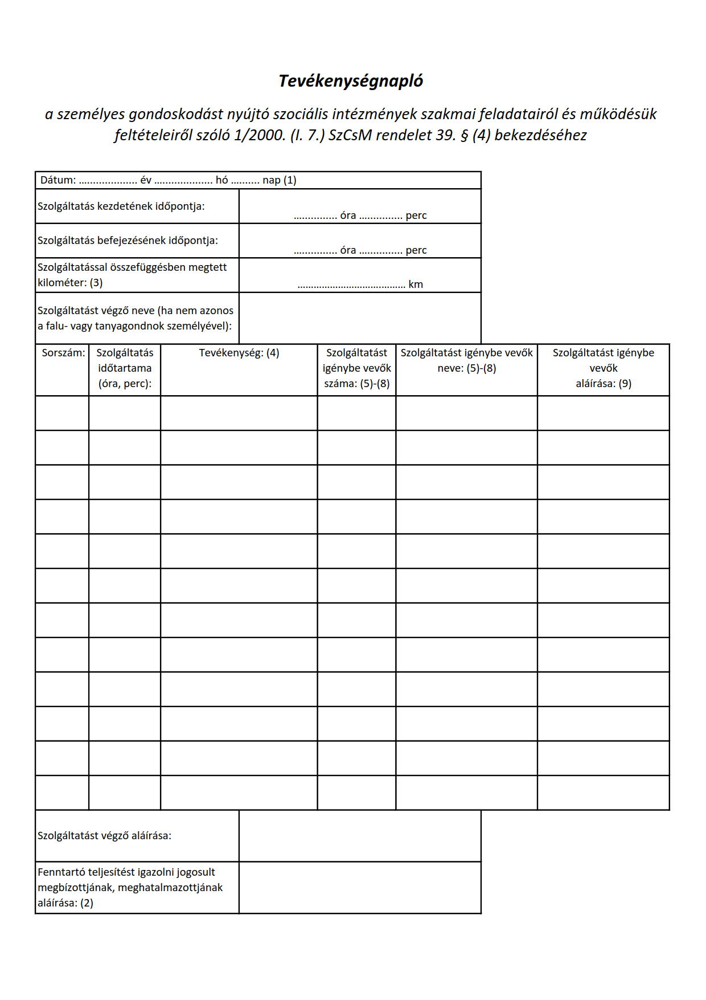 Tevékenységnapló
a személyes gondoskodást nyújtó szociális intézmények szakmai feladatairól és működésük
feltételeiről szóló 1/2000. (I. 7.) SzCsM rendelet 39. § (4) bekezdéséhez
Dátum: .................... év .................... hó .......... nap (1)
Szolgáltatás kezdetének időpontja:
............... óra ............... perc
Szolgáltatás befejezésének időpontja:
............... óra ............... perc
Szolgáltatással összefüggésben megtett
kilométer: (3)
........................................ km
Szolgáltatást végző neve (ha nem azonos
a falu- vagy tanyagondnok személyével):
Sorszám:
Szolgáltatás
időtartama
(óra, perc):
Tevékenység: (4)
Szolgáltatást
igénybe vevők
száma: (5)-(8)
Szolgáltatást igénybe vevők
neve: (5)-(8)
Szolgáltatást igénybe
vevők
aláírása: (9)
Szolgáltatást végző aláírása:
Fenntartó teljesítést igazolni jogosult
megbízottjának, meghatalmazottjának
aláírása: (2)